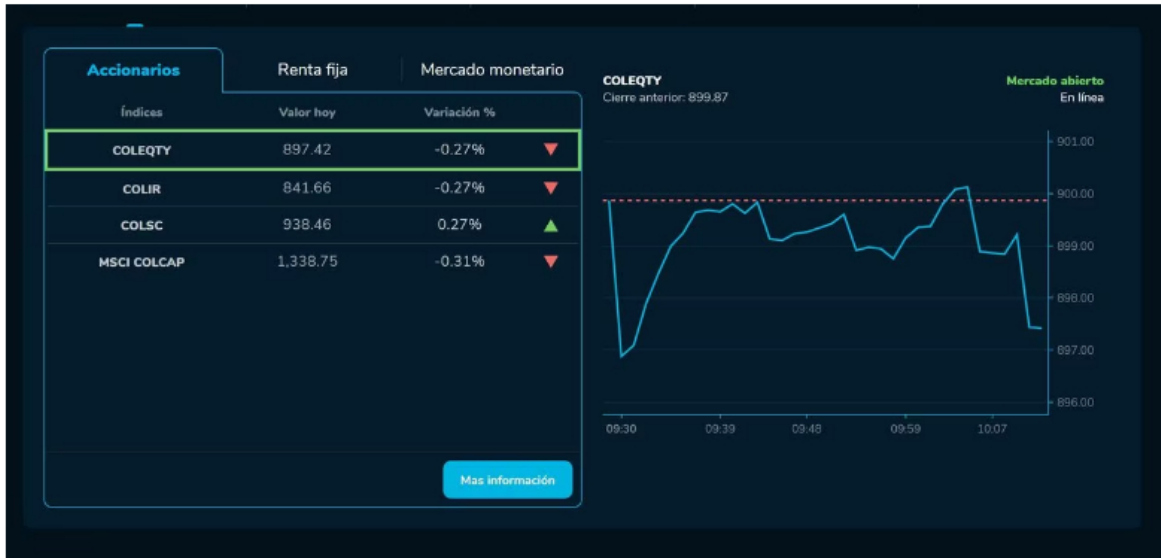 Accionarios Renta fija Mercado monetario
Índices Valor hoy Variación %
COLEQTY 897.42 -0.27%
COLIR 841.66 -0.27%
COLSC 938.46 0.27%
MSCI COLCAP 1,338.75 -0.31%
Mas información
COLEQTY Mercado abierto
Cierre anterior: 899.87 En línea
901.00
900.00
899.00
898.00
897.00
896.00
09:30 09:39 09:48 09:59 10:07